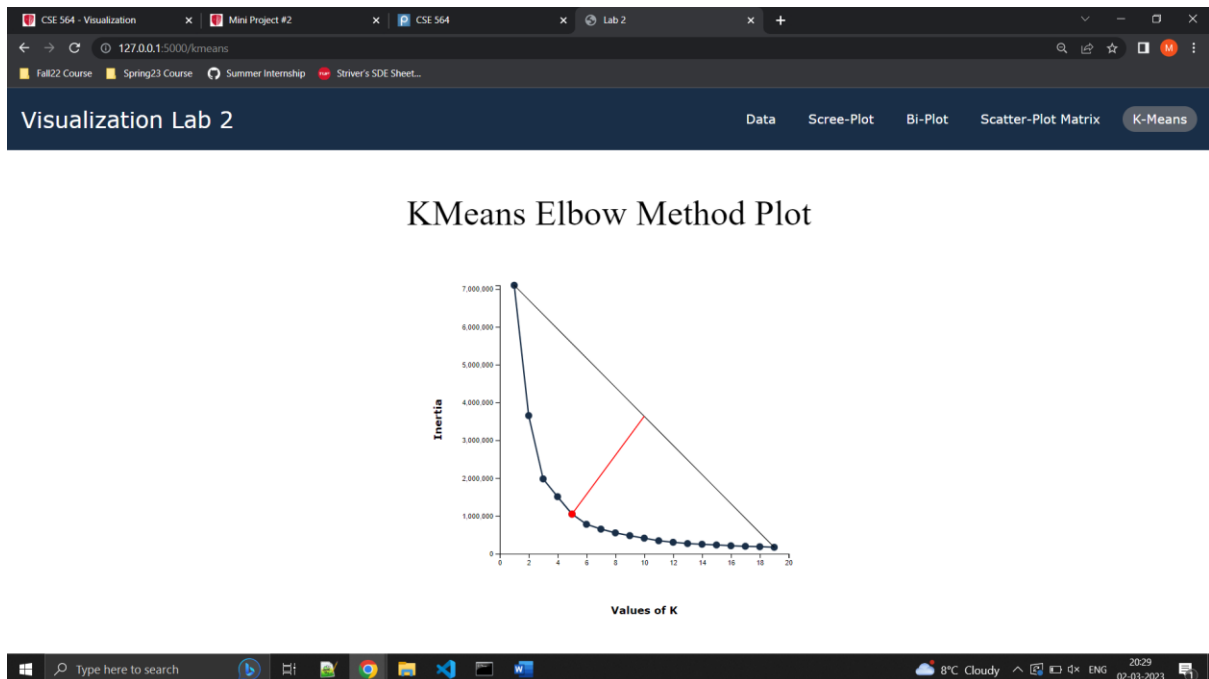 CSE 564 - Visualization
Mini Project #2
CSE 564
Lab 2
127.0.0.1:5000/kmeans
M
Fall22 Course
Spring23 Course
Summer Internship
Striver's SDE Sheet...
Visualization Lab 2
Data
Scree-Plot
Bi-Plot
Scatter-Plot Matrix
K-Means
KMeans Elbow Method Plot
7,000,000
6,000,000
5,000,000
4,000,000
3,000,000
2,000,000
1,000,000
0
Inertia
0 2 4 6 8 10 12 14 16 18 20
Values of K
Type here to search
8°C Cloudy
ENG
20:29
02-03-2023